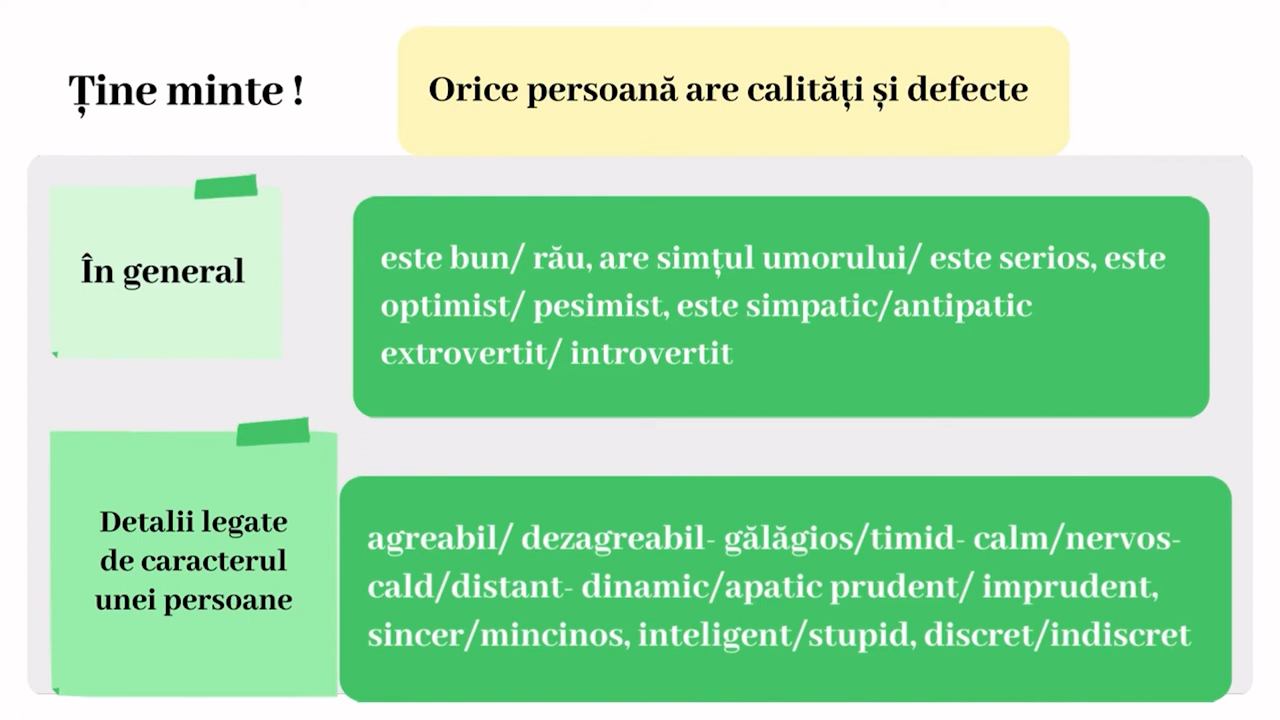 Ține minte !
Orice persoană are calități și defecte
În general
este bun/ rău, are simțul umorului/ este serios, este
optimist/ pesimist, este simpatic/antipatic
extrovertit/ introvertit
Detalii legate
de caracterul
unei persoane
agreabil/ dezagreabil- gălăgios/timid- calm/nervos-
cald/distant- dinamic/apatic prudent/ imprudent,
sincer/mincinos, inteligent/stupid, discret/indiscret